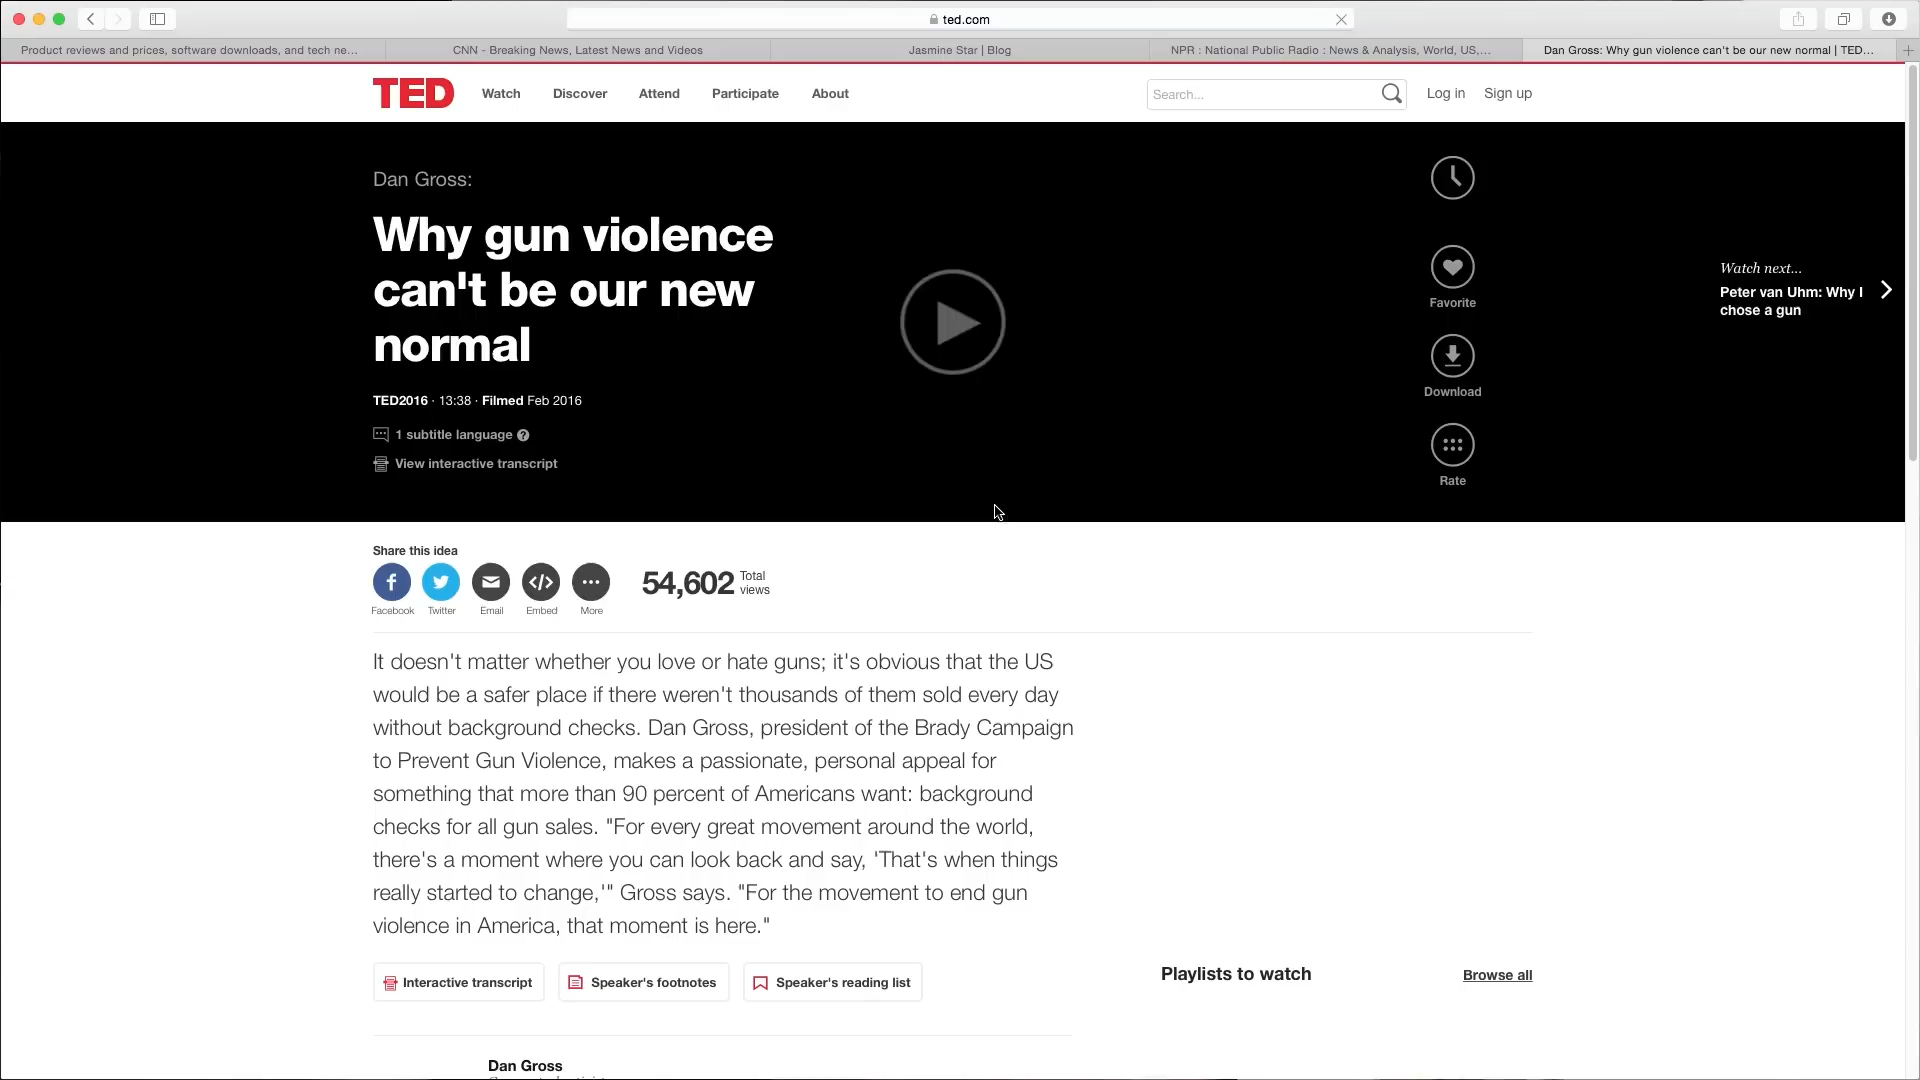 ted.com
Product reviews and prices, software downloads, and tech ne...
CNN - Breaking News, Latest News and Videos
Jasmine Star | Blog
NPR : National Public Radio : News & Analysis, World, US,...
Dan Gross: Why gun violence can't be our new normal | TED...
TED
Watch
Discover
Attend
Participate
About
Search...
Log in
Sign up
Dan Gross:
Why gun violence
can't be our new
normal
TED2016 · 13:38 · Filmed Feb 2016
1 subtitle language ?
View interactive transcript
Favorite
Download
Rate
Watch next...
Peter van Uhm: Why I
chose a gun
Share this idea
Facebook
Twitter
Email
Embed
More
54,602 Total
views
It doesn't matter whether you love or hate guns; it's obvious that the US
would be a safer place if there weren't thousands of them sold every day
without background checks. Dan Gross, president of the Brady Campaign
to Prevent Gun Violence, makes a passionate, personal appeal for
something that more than 90 percent of Americans want: background
checks for all gun sales. "For every great movement around the world,
there's a moment where you can look back and say, 'That's when things
really started to change,'" Gross says. "For the movement to end gun
violence in America, that moment is here."
Interactive transcript
Speaker's footnotes
Speaker's reading list
Playlists to watch
Browse all
Dan Gross